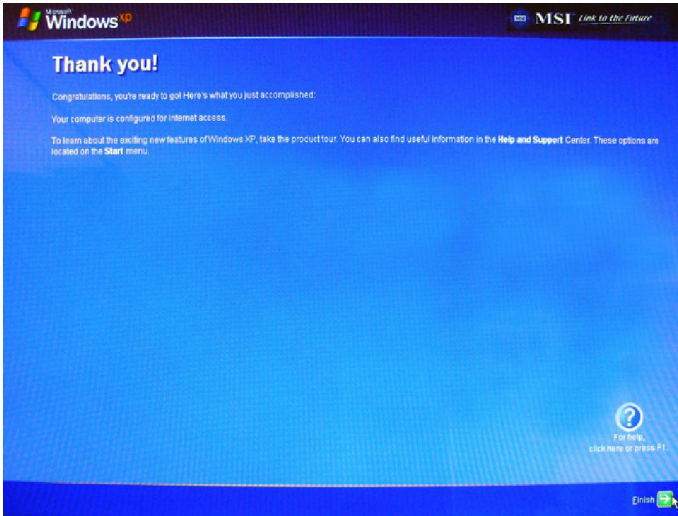 Microsoft
Windows xp
MSI Link to the Future
Thank you!
Congratulations, you're ready to go! Here's what you just accomplished:
Your computer is configured for Internet access.
To learn about the exciting new features of Windows XP, take the product tour. You can also find useful information in the Help and Support Center. These options are
located on the Start menu.
?
For help,
click here or press F1.
Finish